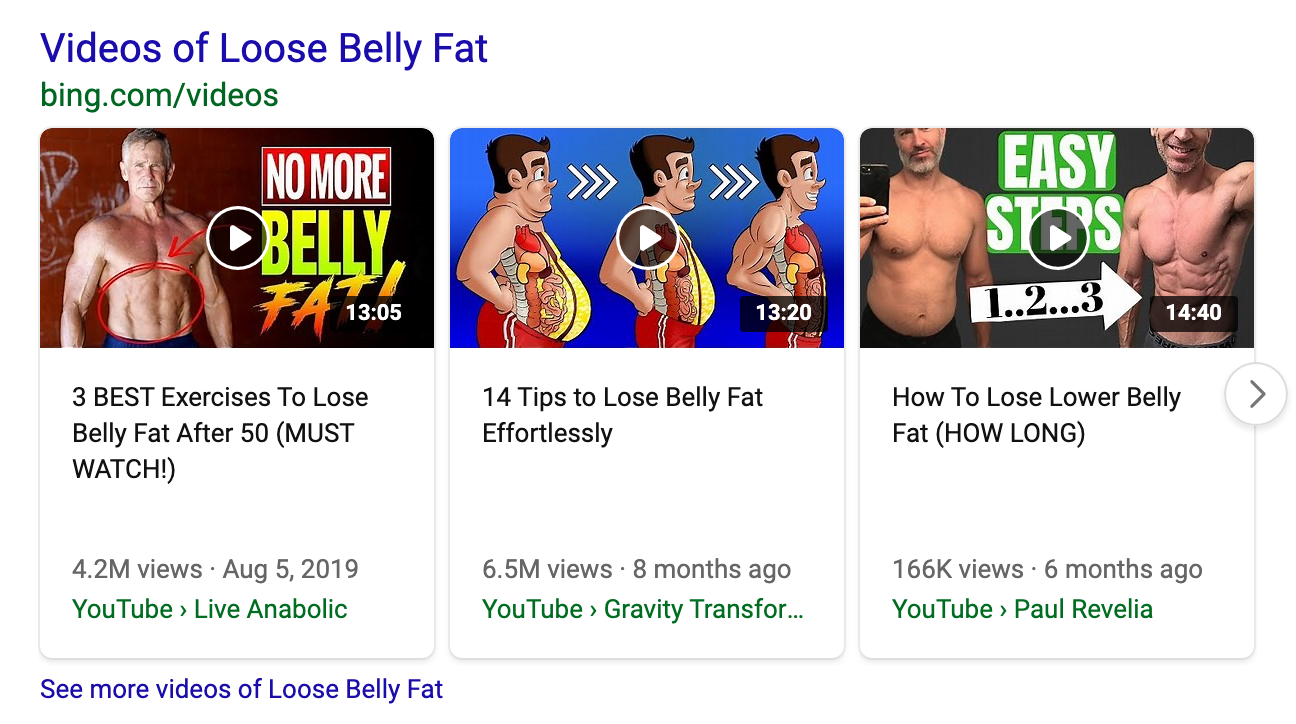 Videos of Loose Belly Fat
bing.com/videos
NO MORE
BELLY
FAT!
13:05
13:20
EASY
STEPS
1..2...3
14:40
3 BEST Exercises To Lose
Belly Fat After 50 (MUST
WATCH!)
4.2M views · Aug 5, 2019
YouTube › Live Anabolic
14 Tips to Lose Belly Fat
Effortlessly
6.5M views · 8 months ago
YouTube › Gravity Transfor...
How To Lose Lower Belly
Fat (HOW LONG)
166K views · 6 months ago
YouTube › Paul Revelia
See more videos of Loose Belly Fat